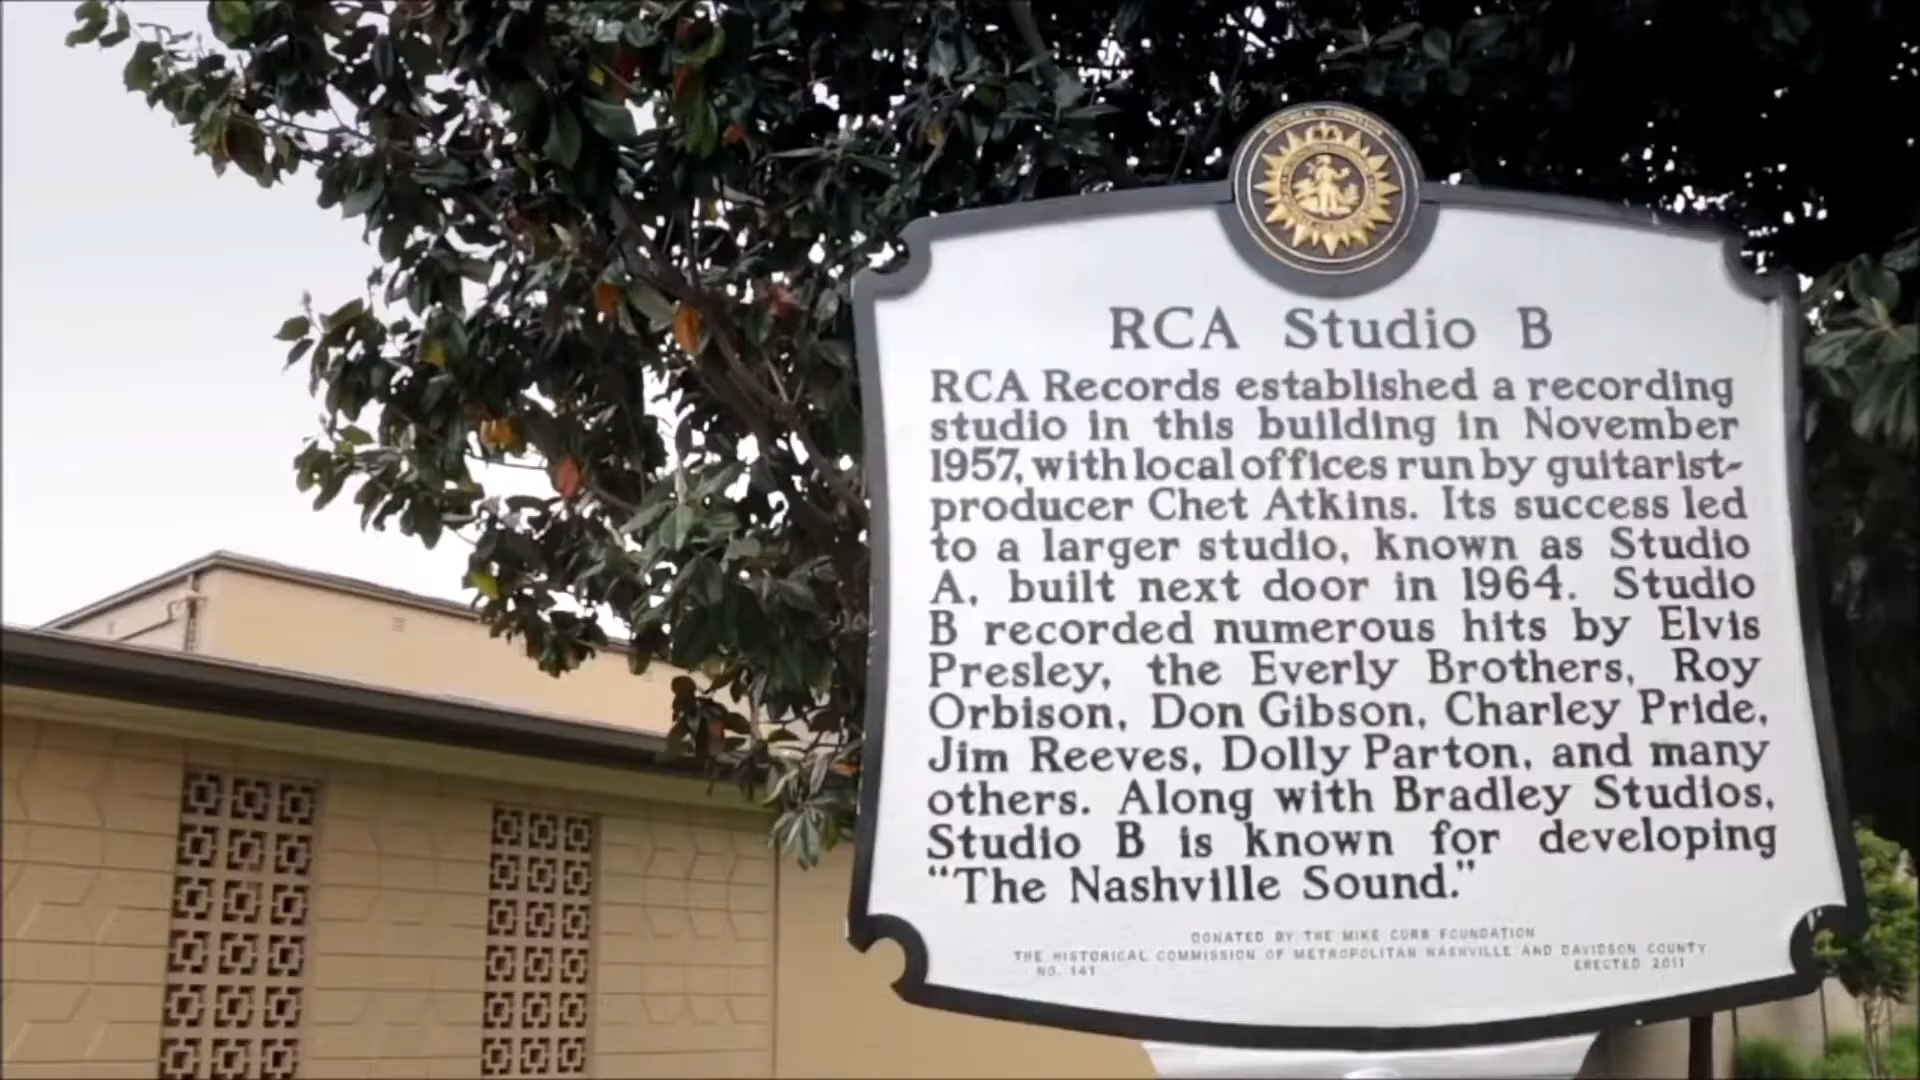 RCA Studio B
RCA Records established a recording
studio in this building in November
1957, with local offices run by guitarist-
producer Chet Atkins. Its success led
to a larger studio, known as Studio
A, built next door in 1964. Studio
B recorded numerous hits by Elvis
Presley, the Everly Brothers, Roy
Orbison, Don Gibson, Charley Pride,
Jim Reeves, Dolly Parton, and many
others. Along with Bradley Studios,
Studio B is known for developing
“The Nashville Sound.”
DONATED BY THE MIKE CURB FOUNDATION
THE HISTORICAL COMMISSION OF METROPOLITAN NASHVILLE AND DAVIDSON COUNTY
NO. 141 ERECTED 2011